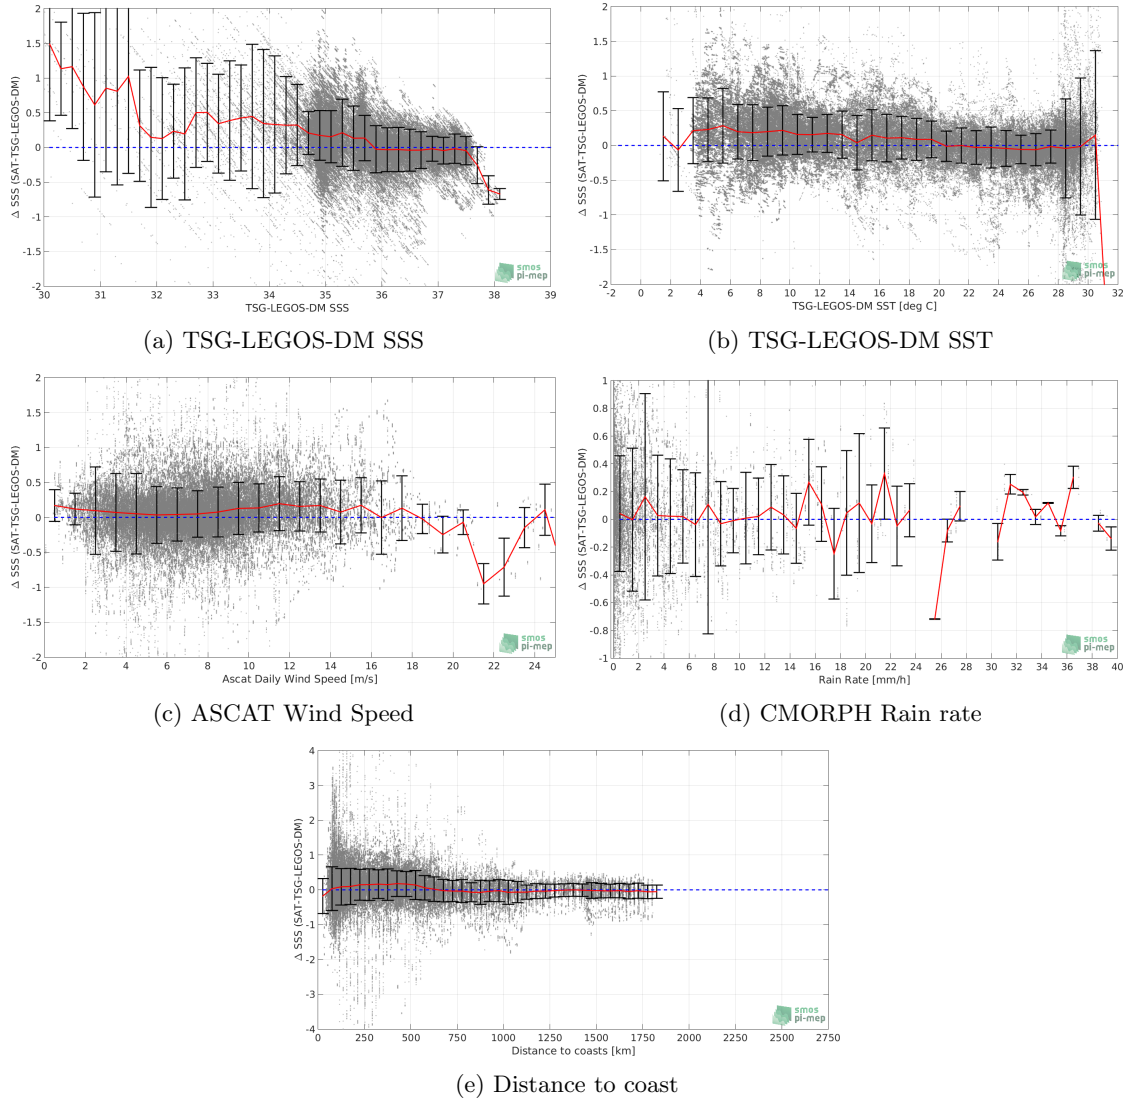 2
1.5
1
0.5
0
-0.5
-1
-1.5
-2
Δ SSS (SAT-TSG-LEGOS-DM)
30 31 32 33 34 35 36 37 38 39
TSG-LEGOS-DM SSS
smos
pi-mep
(a) TSG-LEGOS-DM SSS
2
1.5
1
0.5
0
-0.5
-1
-1.5
-2
Δ SSS (SAT-TSG-LEGOS-DM)
-2 0 2 4 6 8 10 12 14 16 18 20 22 24 26 28 30 32
TSG-LEGOS-DM SST [deg C]
smos
pi-mep
(b) TSG-LEGOS-DM SST
2
1.5
1
0.5
0
-0.5
-1
-1.5
-2
Δ SSS (SAT-TSG-LEGOS-DM)
0 2 4 6 8 10 12 14 16 18 20 22 24
Ascat Daily Wind Speed [m/s]
smos
pi-mep
(c) ASCAT Wind Speed
1
0.8
0.6
0.4
0.2
0
-0.2
-0.4
-0.6
-0.8
-1
Δ SSS (SAT-TSG-LEGOS-DM)
0 2 4 6 8 10 12 14 16 18 20 22 24 26 28 30 32 34 36 38 40
Rain Rate [mm/h]
smos
pi-mep
(d) CMORPH Rain rate
4
3
2
1
0
-1
-2
-3
-4
Δ SSS (SAT-TSG-LEGOS-DM)
0 250 500 750 1000 1250 1500 1750 2000 2250 2500 2750
Distance to coasts [km]
smos
pi-mep
(e) Distance to coast